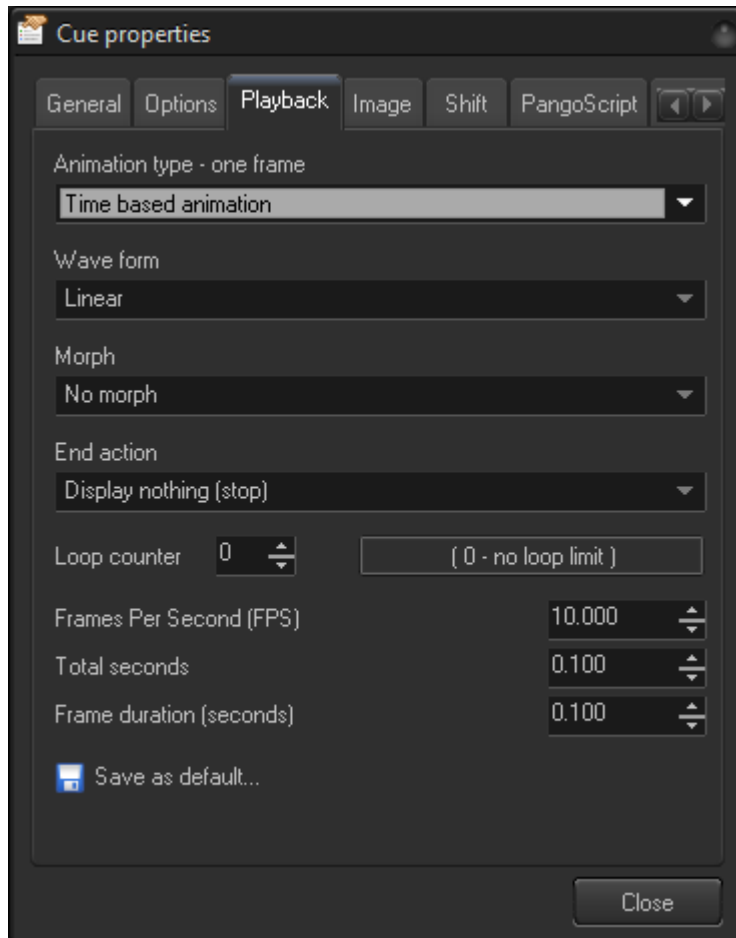 Cue properties
General Options Playback Image Shift PangoScript
Animation type - one frame
Time based animation
Wave form
Linear
Morph
No morph
End action
Display nothing (stop)
Loop counter 0 ( 0 - no loop limit )
Frames Per Second (FPS) 10.000
Total seconds 0.100
Frame duration (seconds) 0.100
Save as default...
Close